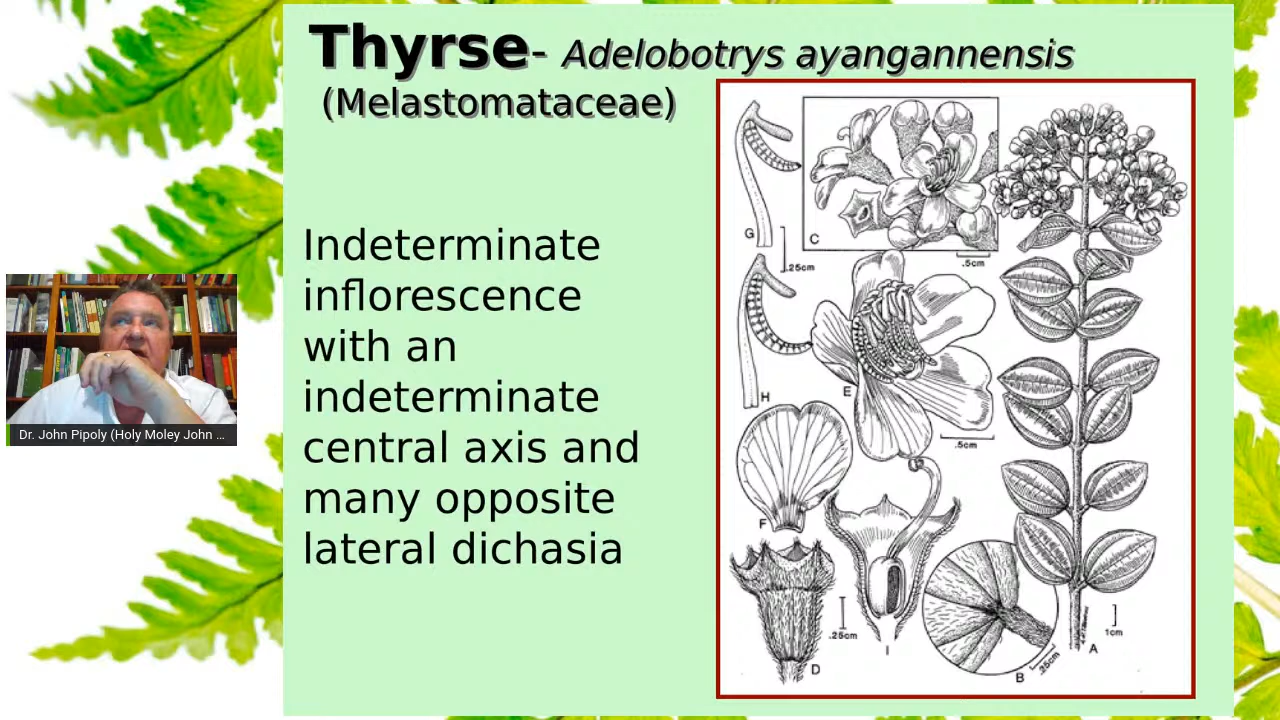 Thyrse- Adelobotrys ayangannensis
(Melastomataceae)
Indeterminate
inflorescence
with an
indeterminate
central axis and
many opposite
lateral dichasia
Dr. John Pipoly (Holy Moley John ...
G
.25cm
C
.5cm
H
E
.5cm
F
.25cm
D
I
B
.25cm
1cm
A